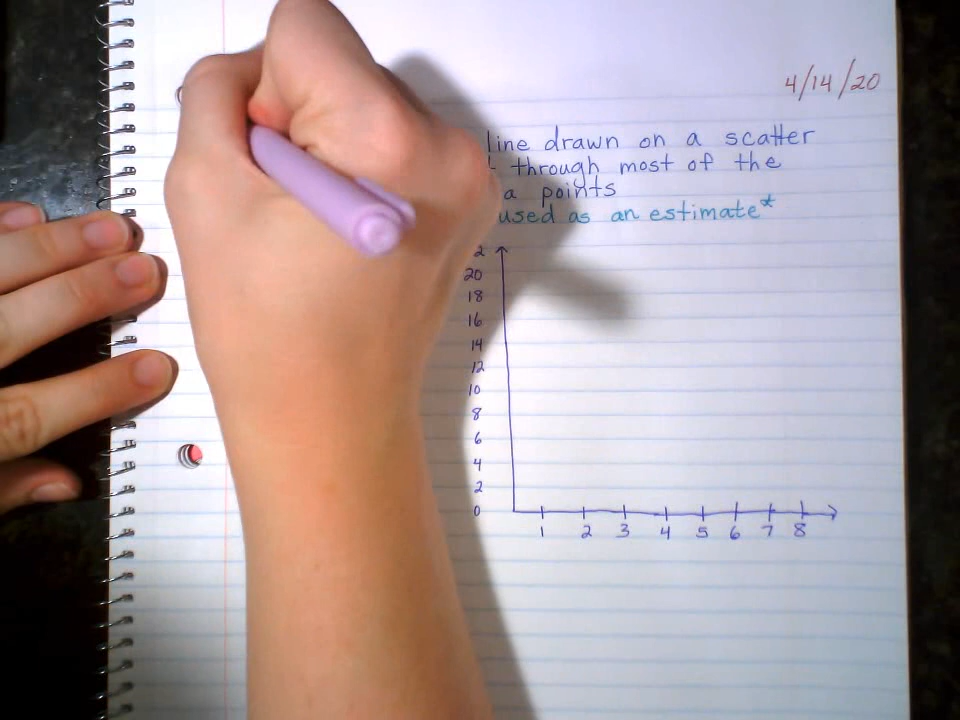 4/14/20
line drawn on a scatter
through most of the
points
used as an estimate*
2
20
18
16
14
12
10
8
6
4
2
0
1 2 3 4 5 6 7 8